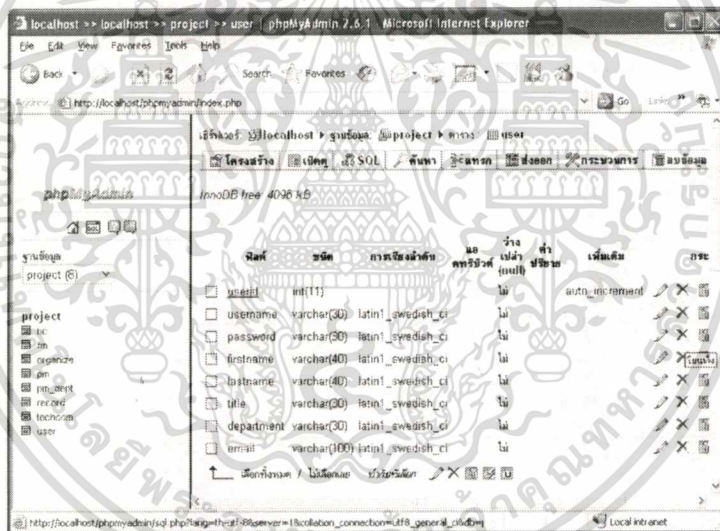 localhost >> localhost >> project >> user | phpMyAdmin 2.6.1 - Microsoft Internet Explorer
File Edit View Favorites Tools Help
Back Search Favorites
Address http://localhost/phpmyadmin/index.php Go Links
phpMyAdmin
ฐานข้อมูล
project (8)
project
bc
organize
pm
pm_dept
record
techcom
user
เซิร์ฟเวอร์: localhost ▸ ฐานข้อมูล: project ▸ ตาราง: user
โครงสร้าง เปิดดู SQL ค้นหา แทรก ส่งออก กระบวนการ ลบข้อมูล
InnoDB free: 4096 kB
ฟิลด์ ชนิด การเรียงลำดับ แอตทริบิวต์ ว่างเปล่า (null) ค่าปริยาย เพิ่มเติม กระ
userid int(11) ไม่ auto_increment
username varchar(30) latin1_swedish_ci ไม่
password varchar(30) latin1_swedish_ci ไม่
firstname varchar(40) latin1_swedish_ci ไม่
lastname varchar(40) latin1_swedish_ci ไม่
title varchar(30) latin1_swedish_ci ไม่
department varchar(30) latin1_swedish_ci ไม่
email varchar(100) latin1_swedish_ci ไม่
เลือกทั้งหมด / ไม่เลือกเลย ทำกับที่เลือก:
http://localhost/phpmyadmin/sql.php?lang=th-utf-8&server=1&collation_connection=utf8_general_ci&db=
Local intranet